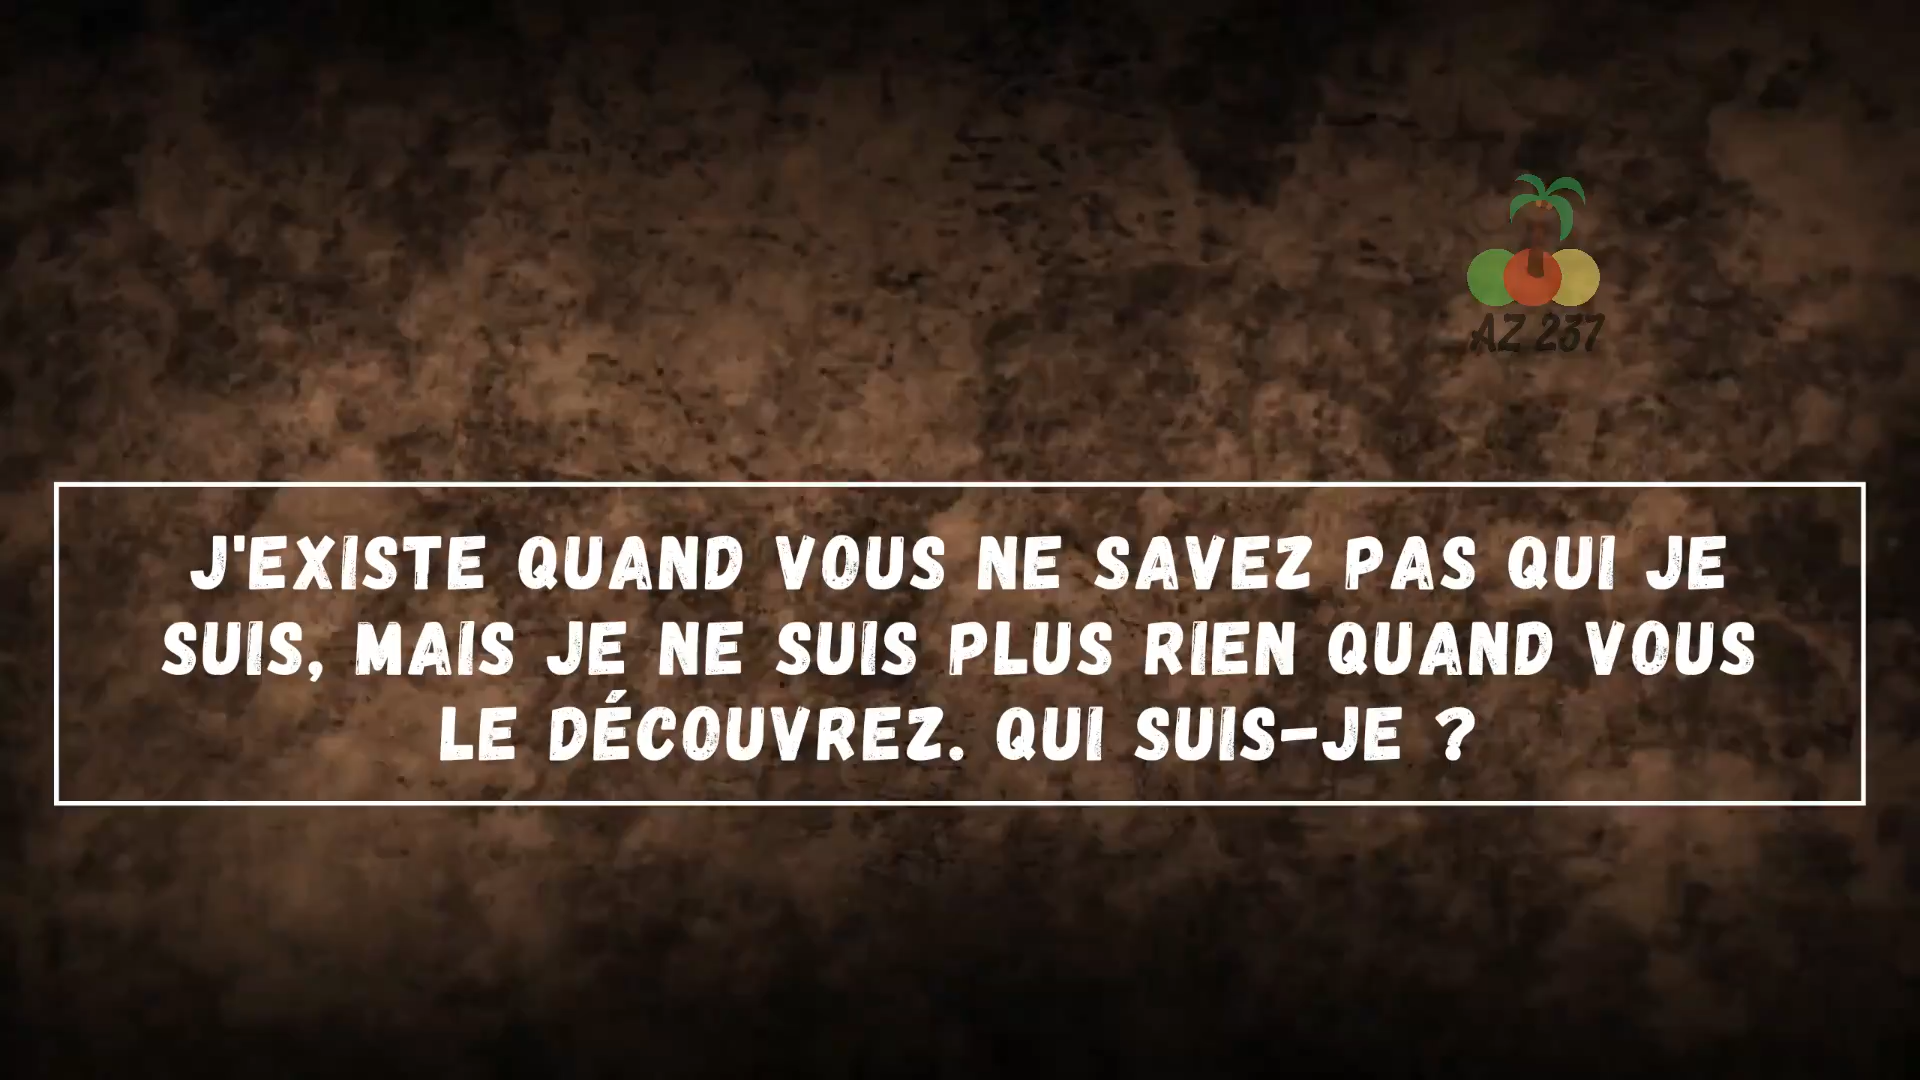 AZ 237
J'EXISTE QUAND VOUS NE SAVEZ PAS QUI JE
SUIS, MAIS JE NE SUIS PLUS RIEN QUAND VOUS
LE DÉCOUVREZ. QUI SUIS-JE ?